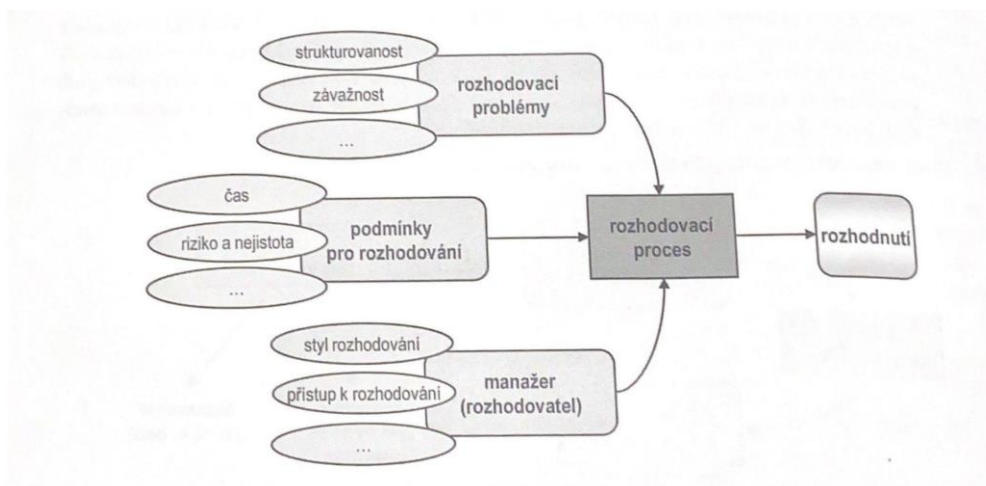 strukturovanost
závažnost
...
rozhodovací
problémy
čas
riziko a nejistota
...
podmínky
pro rozhodování
styl rozhodování
přístup k rozhodování
...
manažer
(rozhodovatel)
rozhodovací
proces
rozhodnutí